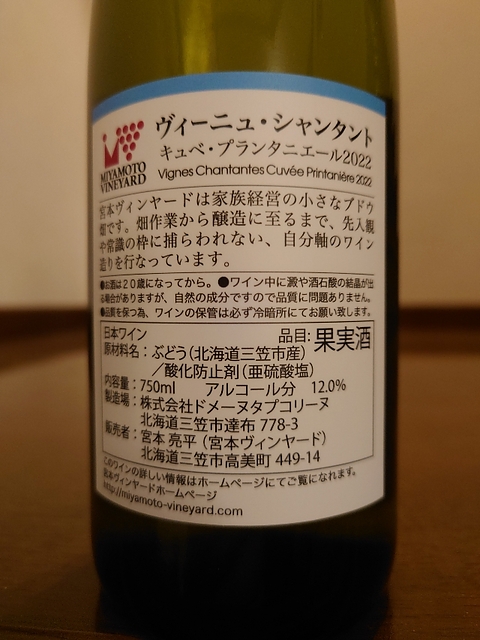 MIYAMOTO
VINEYARD
ヴィーニュ・シャンタント
キュベ・プランタニエール2022
Vignes Chantantes Cuvée Printanière 2022
宮本ヴィンヤードは家族経営の小さなブドウ
畑です。畑作業から醸造に至るまで、先入観
や常識の枠に捕らわれない、自分軸のワイン
造りを行なっています。
●お酒は20歳になってから。●ワイン中に澱や酒石酸の結晶が出
る場合がありますが、自然の成分ですので品質に問題ありません。
●品質を保つ為、ワインの保管は必ず冷暗所にてお願い致します。
日本ワイン 品目:果実酒
原材料名:ぶどう(北海道三笠市産)
/酸化防止剤(亜硫酸塩)
内容量:750ml アルコール分 12.0%
製造場:株式会社ドメーヌタプコリーヌ
北海道三笠市達布 778-3
販売者:宮本 亮平(宮本ヴィンヤード)
北海道三笠市高美町 449-14
このワインの詳しい情報はホームページにてご覧になれます。
宮本ヴィンヤードホームページ
http://miyamoto-vineyard.com